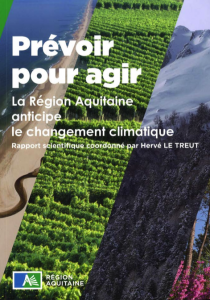 Prévoir
pour agir
La Région Aquitaine
anticipe
le changement climatique
Rapport scientifique coordonné par Hervé LE TREUT
RÉGION
AQUITAINE